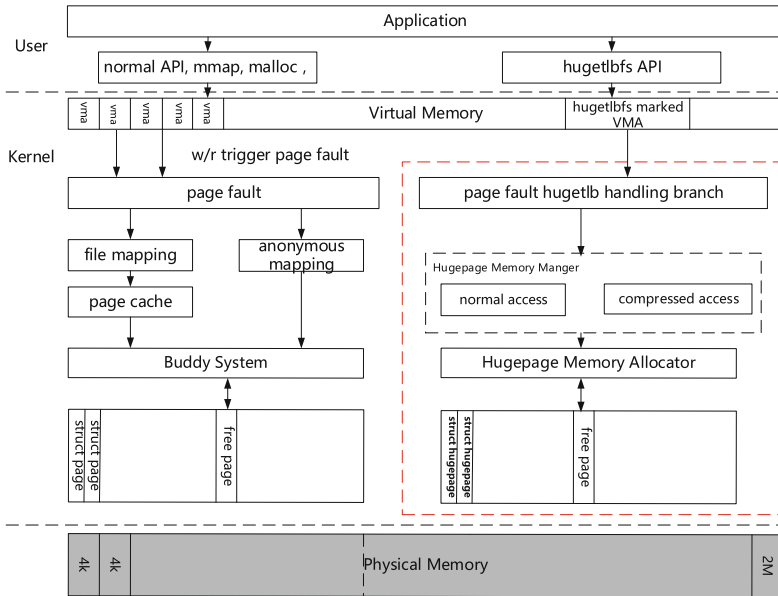 Application
User
normal API, mmap, malloc ,
hugetlbfs API
vma
vma
vma
vma
vma
Virtual Memory
hugetlbfs marked
VMA
Kernel
w/r trigger page fault
page fault
page fault hugetlb handling branch
file mapping
anonymous
mapping
Hugepage Memory Manger
page cache
normal access
compressed access
Buddy System
Hugepage Memory Allocator
struct page
struct page
free page
struct hugepage
struct hugepage
free page
4k
4k
Physical Memory
2M